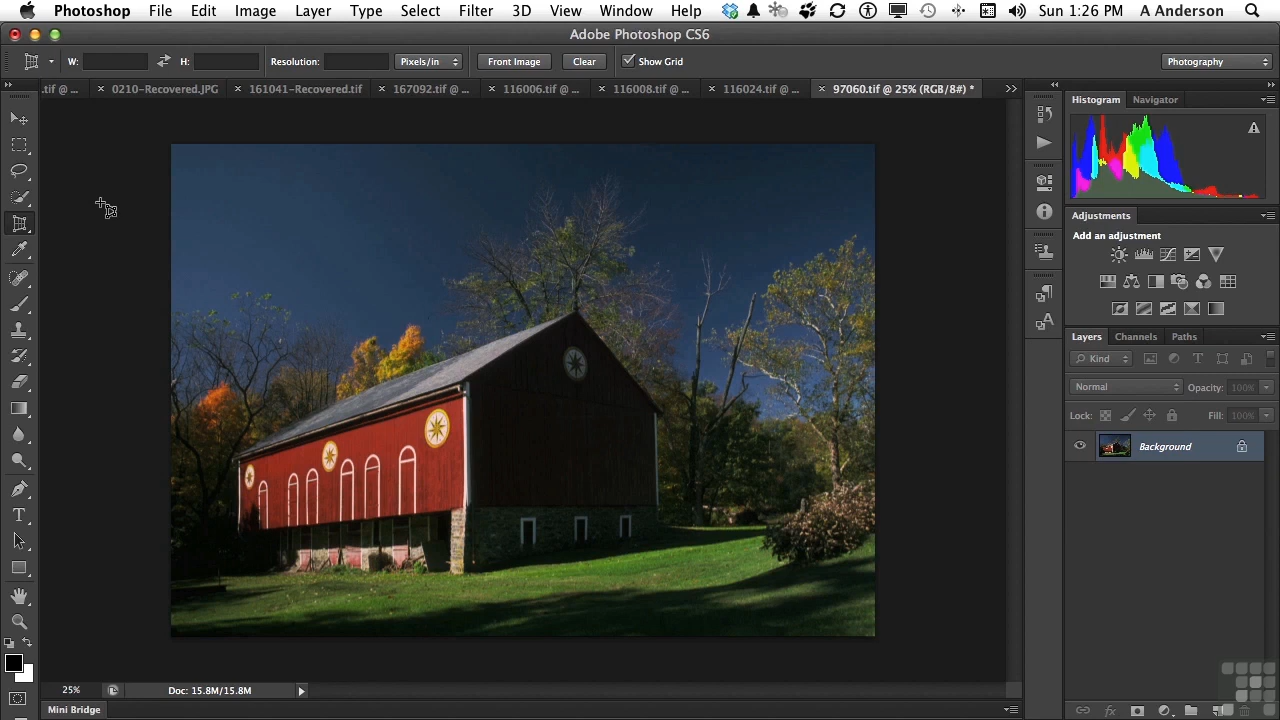 Photoshop File Edit Image Layer Type Select Filter 3D View Window Help Sun 1:26 PM A Anderson
Adobe Photoshop CS6
W: H: Resolution: Pixels/in Front Image Clear Show Grid Photography
.tif @ ... 0210-Recovered.JPG 161041-Recovered.tif 167092.tif @ ... 116006.tif @ ... 116008.tif @ ... 116024.tif @ ... 97060.tif @ 25% (RGB/8#) *
Histogram Navigator
Adjustments
Add an adjustment
Layers Channels Paths
Kind
Normal Opacity: 100%
Lock: Fill: 100%
Background
25% Doc: 15.8M/15.8M
Mini Bridge